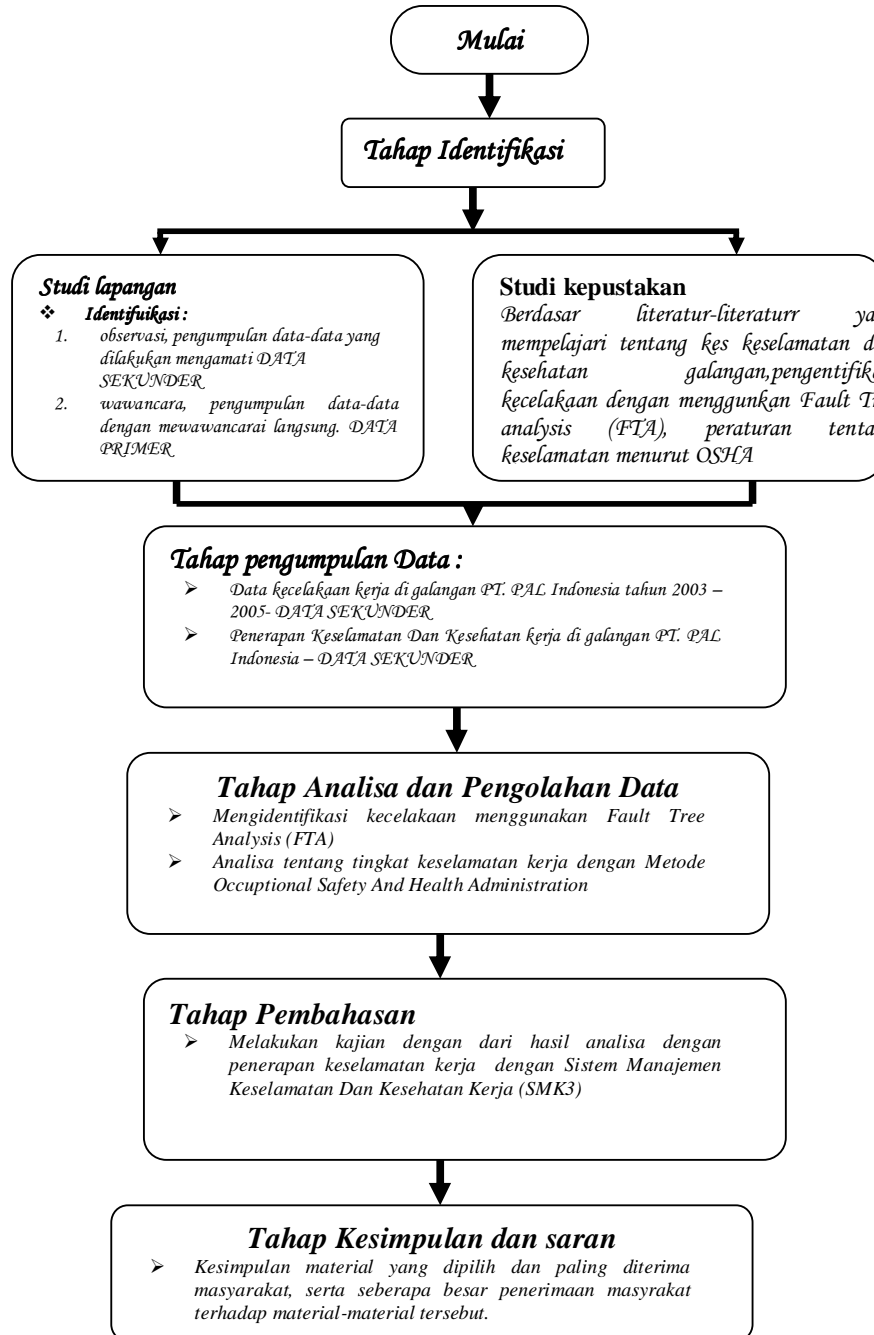 Mulai
Tahap Identifikasi
Studi lapangan
❖ Identifuikasi :
1. observasi, pengumpulan data-data yang
dilakukan mengamati DATA
SEKUNDER
2. wawancara, pengumpulan data-data
dengan mewawancarai langsung. DATA
PRIMER
Studi kepustakan
Berdasar literatur-literaturr ya
mempelajari tentang kes keselamatan d
kesehatan galangan,pengentifik
kecelakaan dengan menggunkan Fault Tr
analysis (FTA), peraturan tenta
keselamatan menurut OSHA
Tahap pengumpulan Data :
➢ Data kecelakaan kerja di galangan PT. PAL Indonesia tahun 2003 –
2005- DATA SEKUNDER
➢ Penerapan Keselamatan Dan Kesehatan kerja di galangan PT. PAL
Indonesia – DATA SEKUNDER
Tahap Analisa dan Pengolahan Data
➢ Mengidentifikasi kecelakaan menggunakan Fault Tree
Analysis (FTA)
➢ Analisa tentang tingkat keselamatan kerja dengan Metode
Occuptional Safety And Health Administration
Tahap Pembahasan
➢ Melakukan kajian dengan dari hasil analisa dengan
penerapan keselamatan kerja dengan Sistem Manajemen
Keselamatan Dan Kesehatan Kerja (SMK3)
Tahap Kesimpulan dan saran
➢ Kesimpulan material yang dipilih dan paling diterima
masyarakat, serta seberapa besar penerimaan masyrakat
terhadap material-material tersebut.